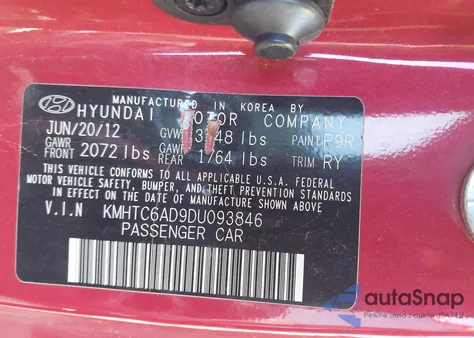 MANUFACTURED IN KOREA BY
HYUNDAI MOTOR COMPANY
JUN/20/12 GVWR 48 lbs PAINT P9R
GAWR FRONT 2072 lbs GAWR REAR 1764 lbs TRIM RY
THIS VEHICLE CONFORMS TO ALL U.S.A. FEDERAL
MOTOR VEHICLE SAFETY, BUMPER, AND THEFT PREVENTION STANDARDS
IN EFFECT ON THE DATE OF MANUFACTURE SHOWN ABOVE.
V.I.N KMHTC6AD9DU093846
PASSENGER CAR
autoSnap